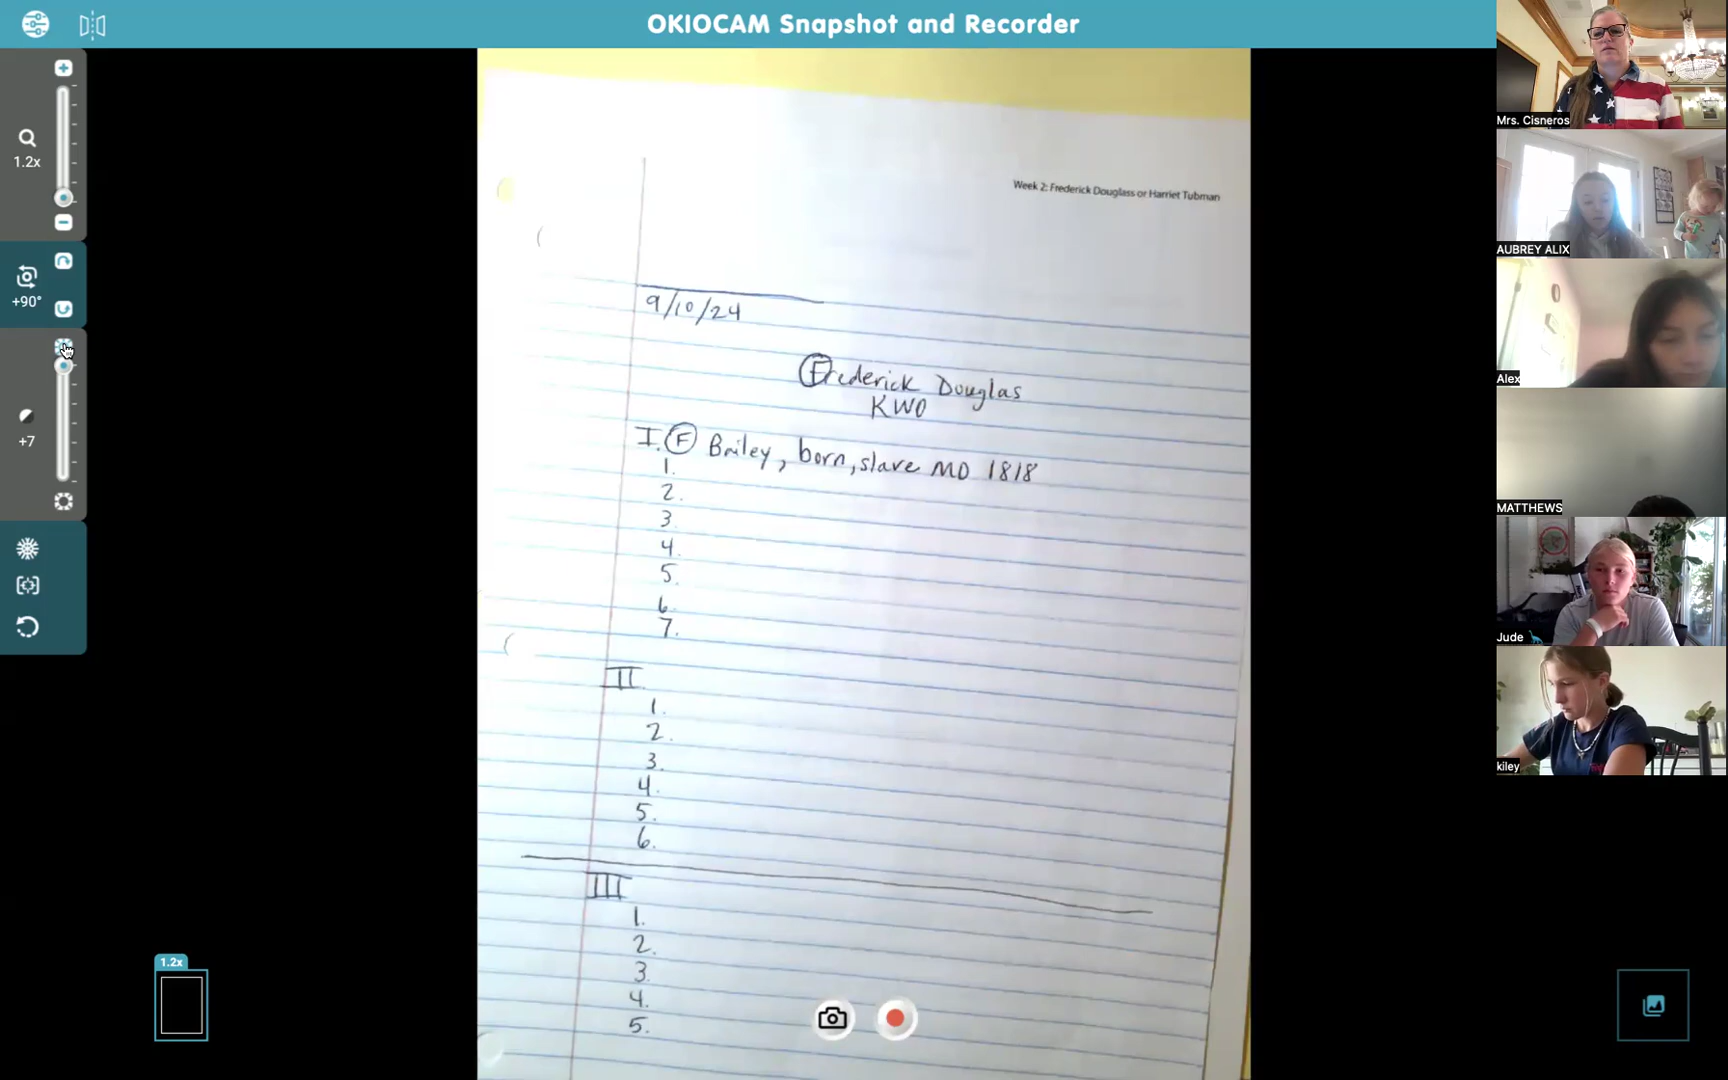 OKIOCAM Snapshot and Recorder
1.2x
+90°
+7
1.2x
Week 2: Frederick Douglass or Harriet Tubman
9/10/24
Frederick Douglas
KWO
I. F Bailey, born, slave MD 1818
1.
2.
3.
4.
5.
6.
7.
II
1.
2.
3.
4.
5.
6.
III
1.
2.
3.
4.
5.
Mrs. Cisneros
AUBREY ALIX
Alex
MATTHEWS
Jude
kiley